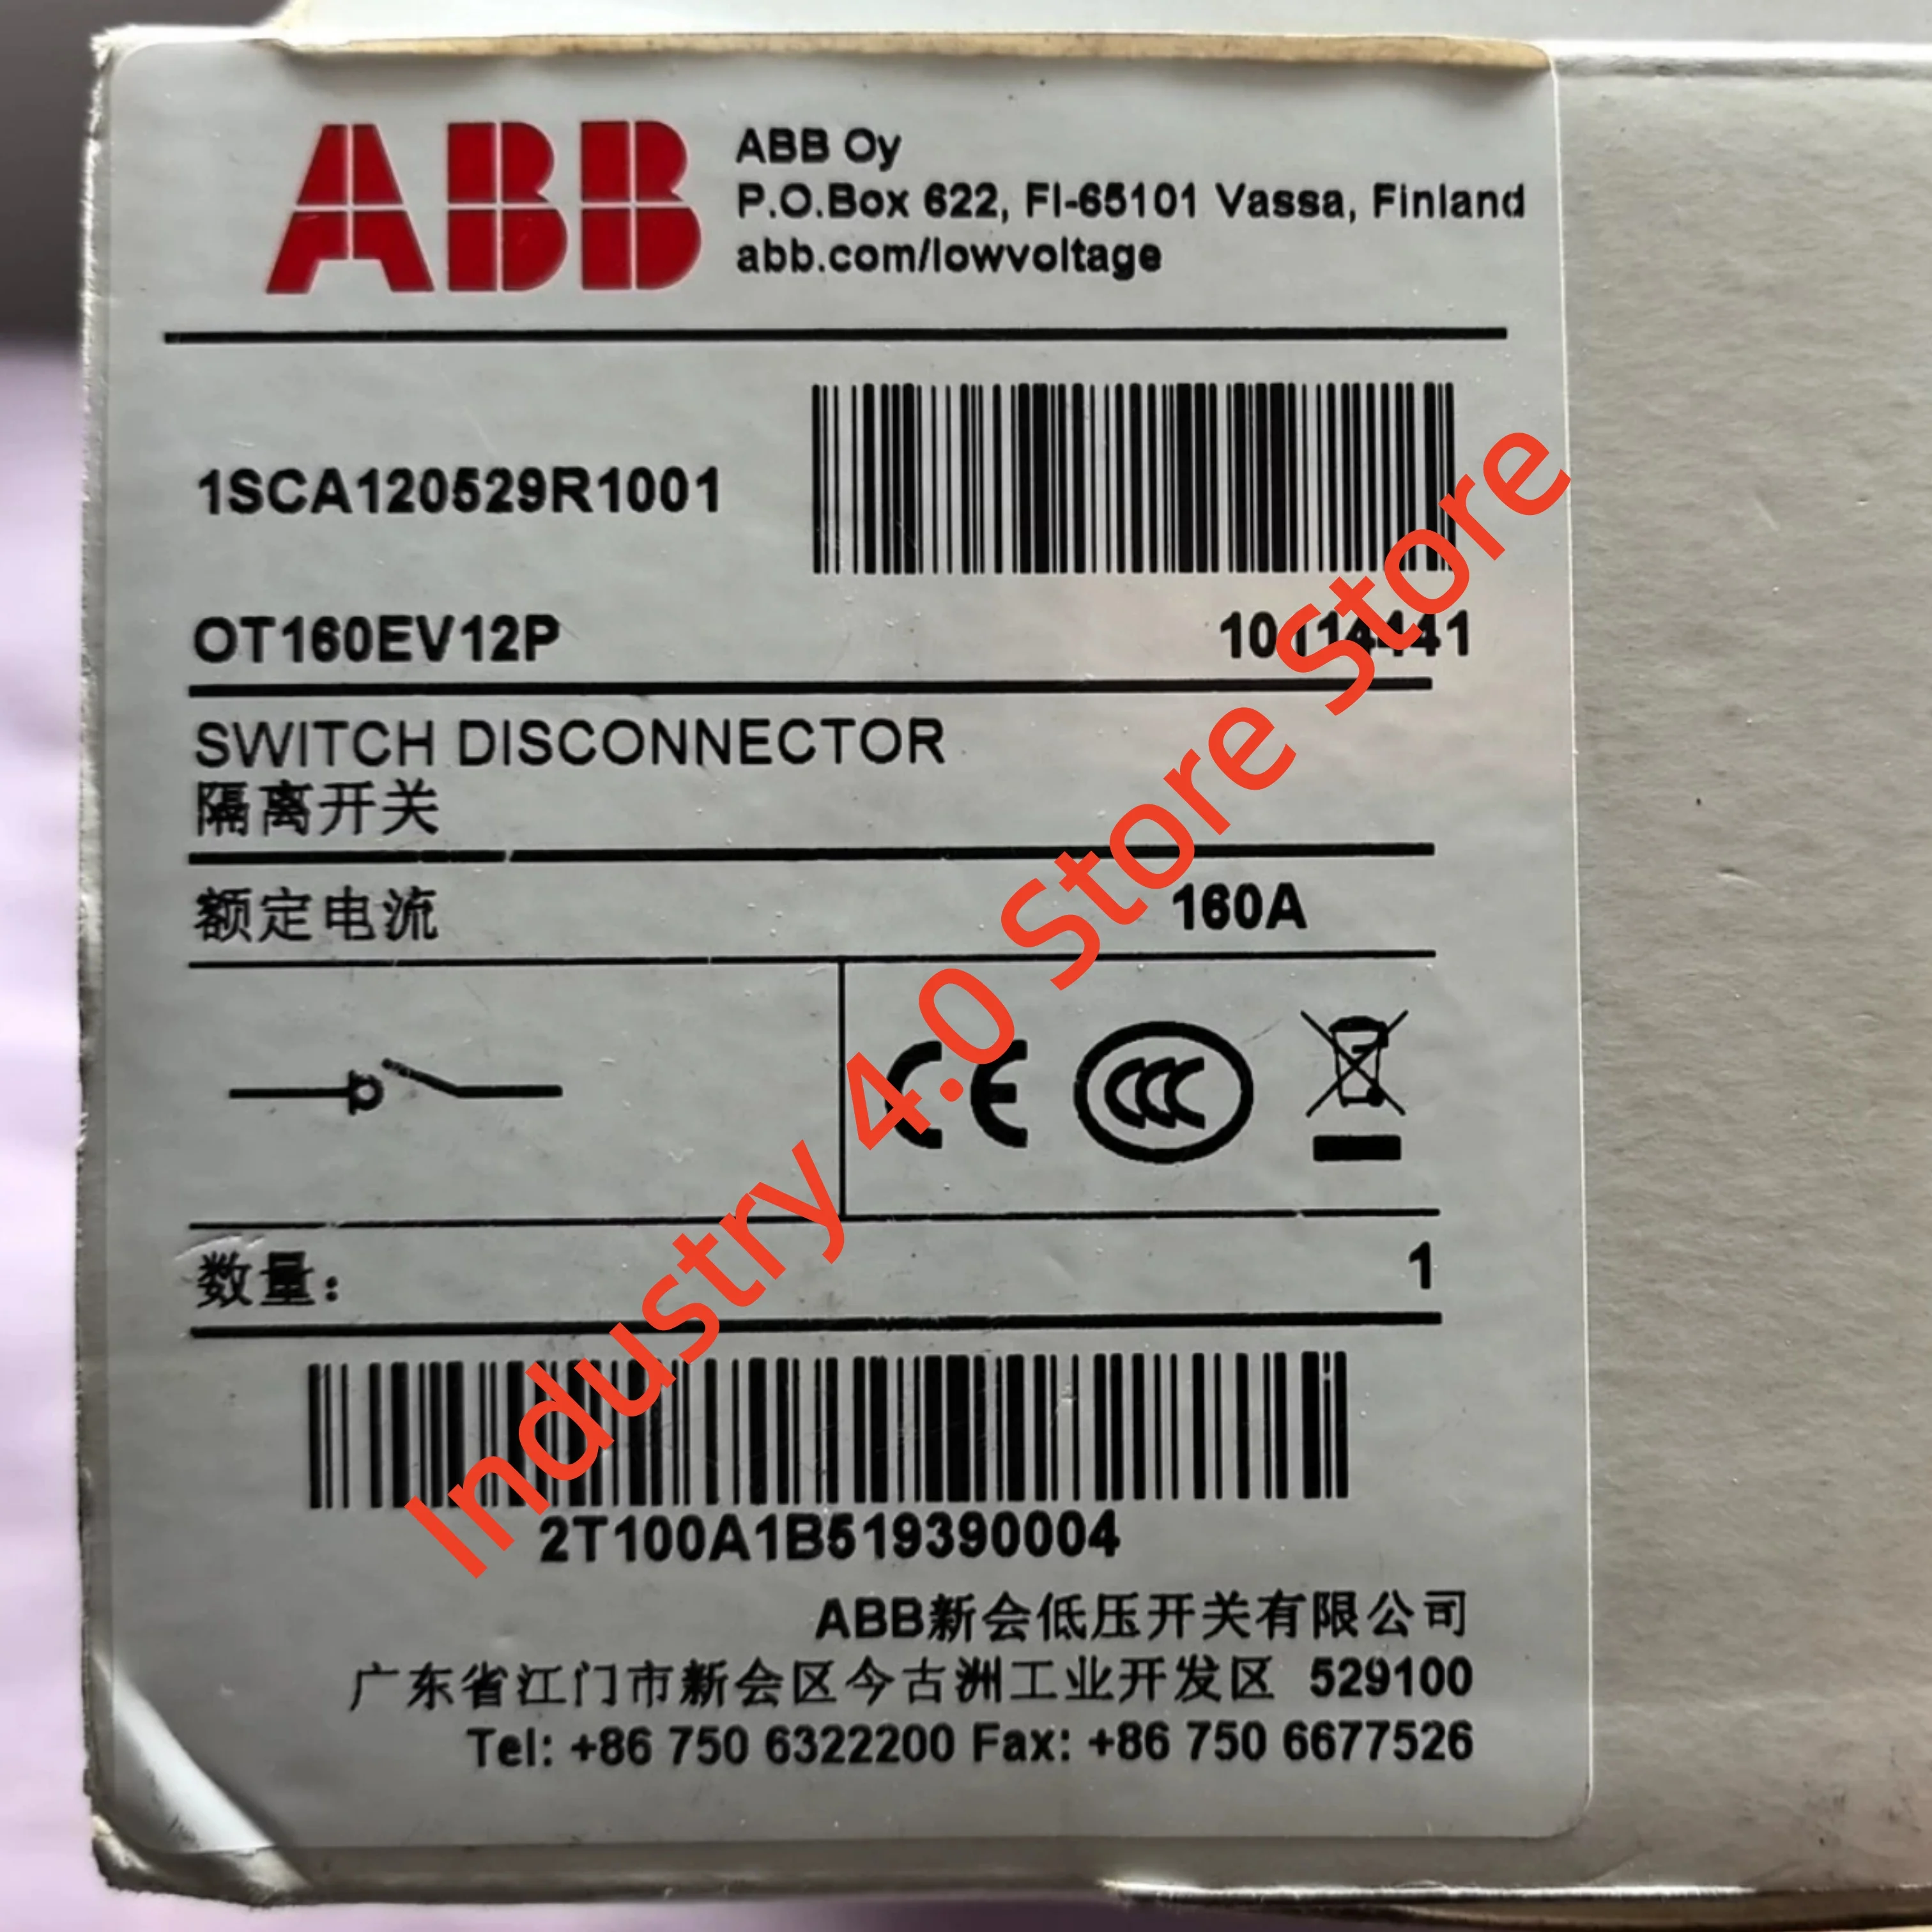 ABB
ABB Oy
P.O.Box 622, FI-65101 Vassa, Finland
abb.com/lowvoltage
1SCA120529R1001
OT160EV12P
10114441
SWITCH DISCONNECTOR
隔离开关
额定电流 160A
CE CCC
数量: 1
2T100A1B519390004
ABB新会低压开关有限公司
广东省江门市新会区今古洲工业开发区 529100
Tel: +86 750 6322200 Fax: +86 750 6677526
Industry 4.0 Store Store